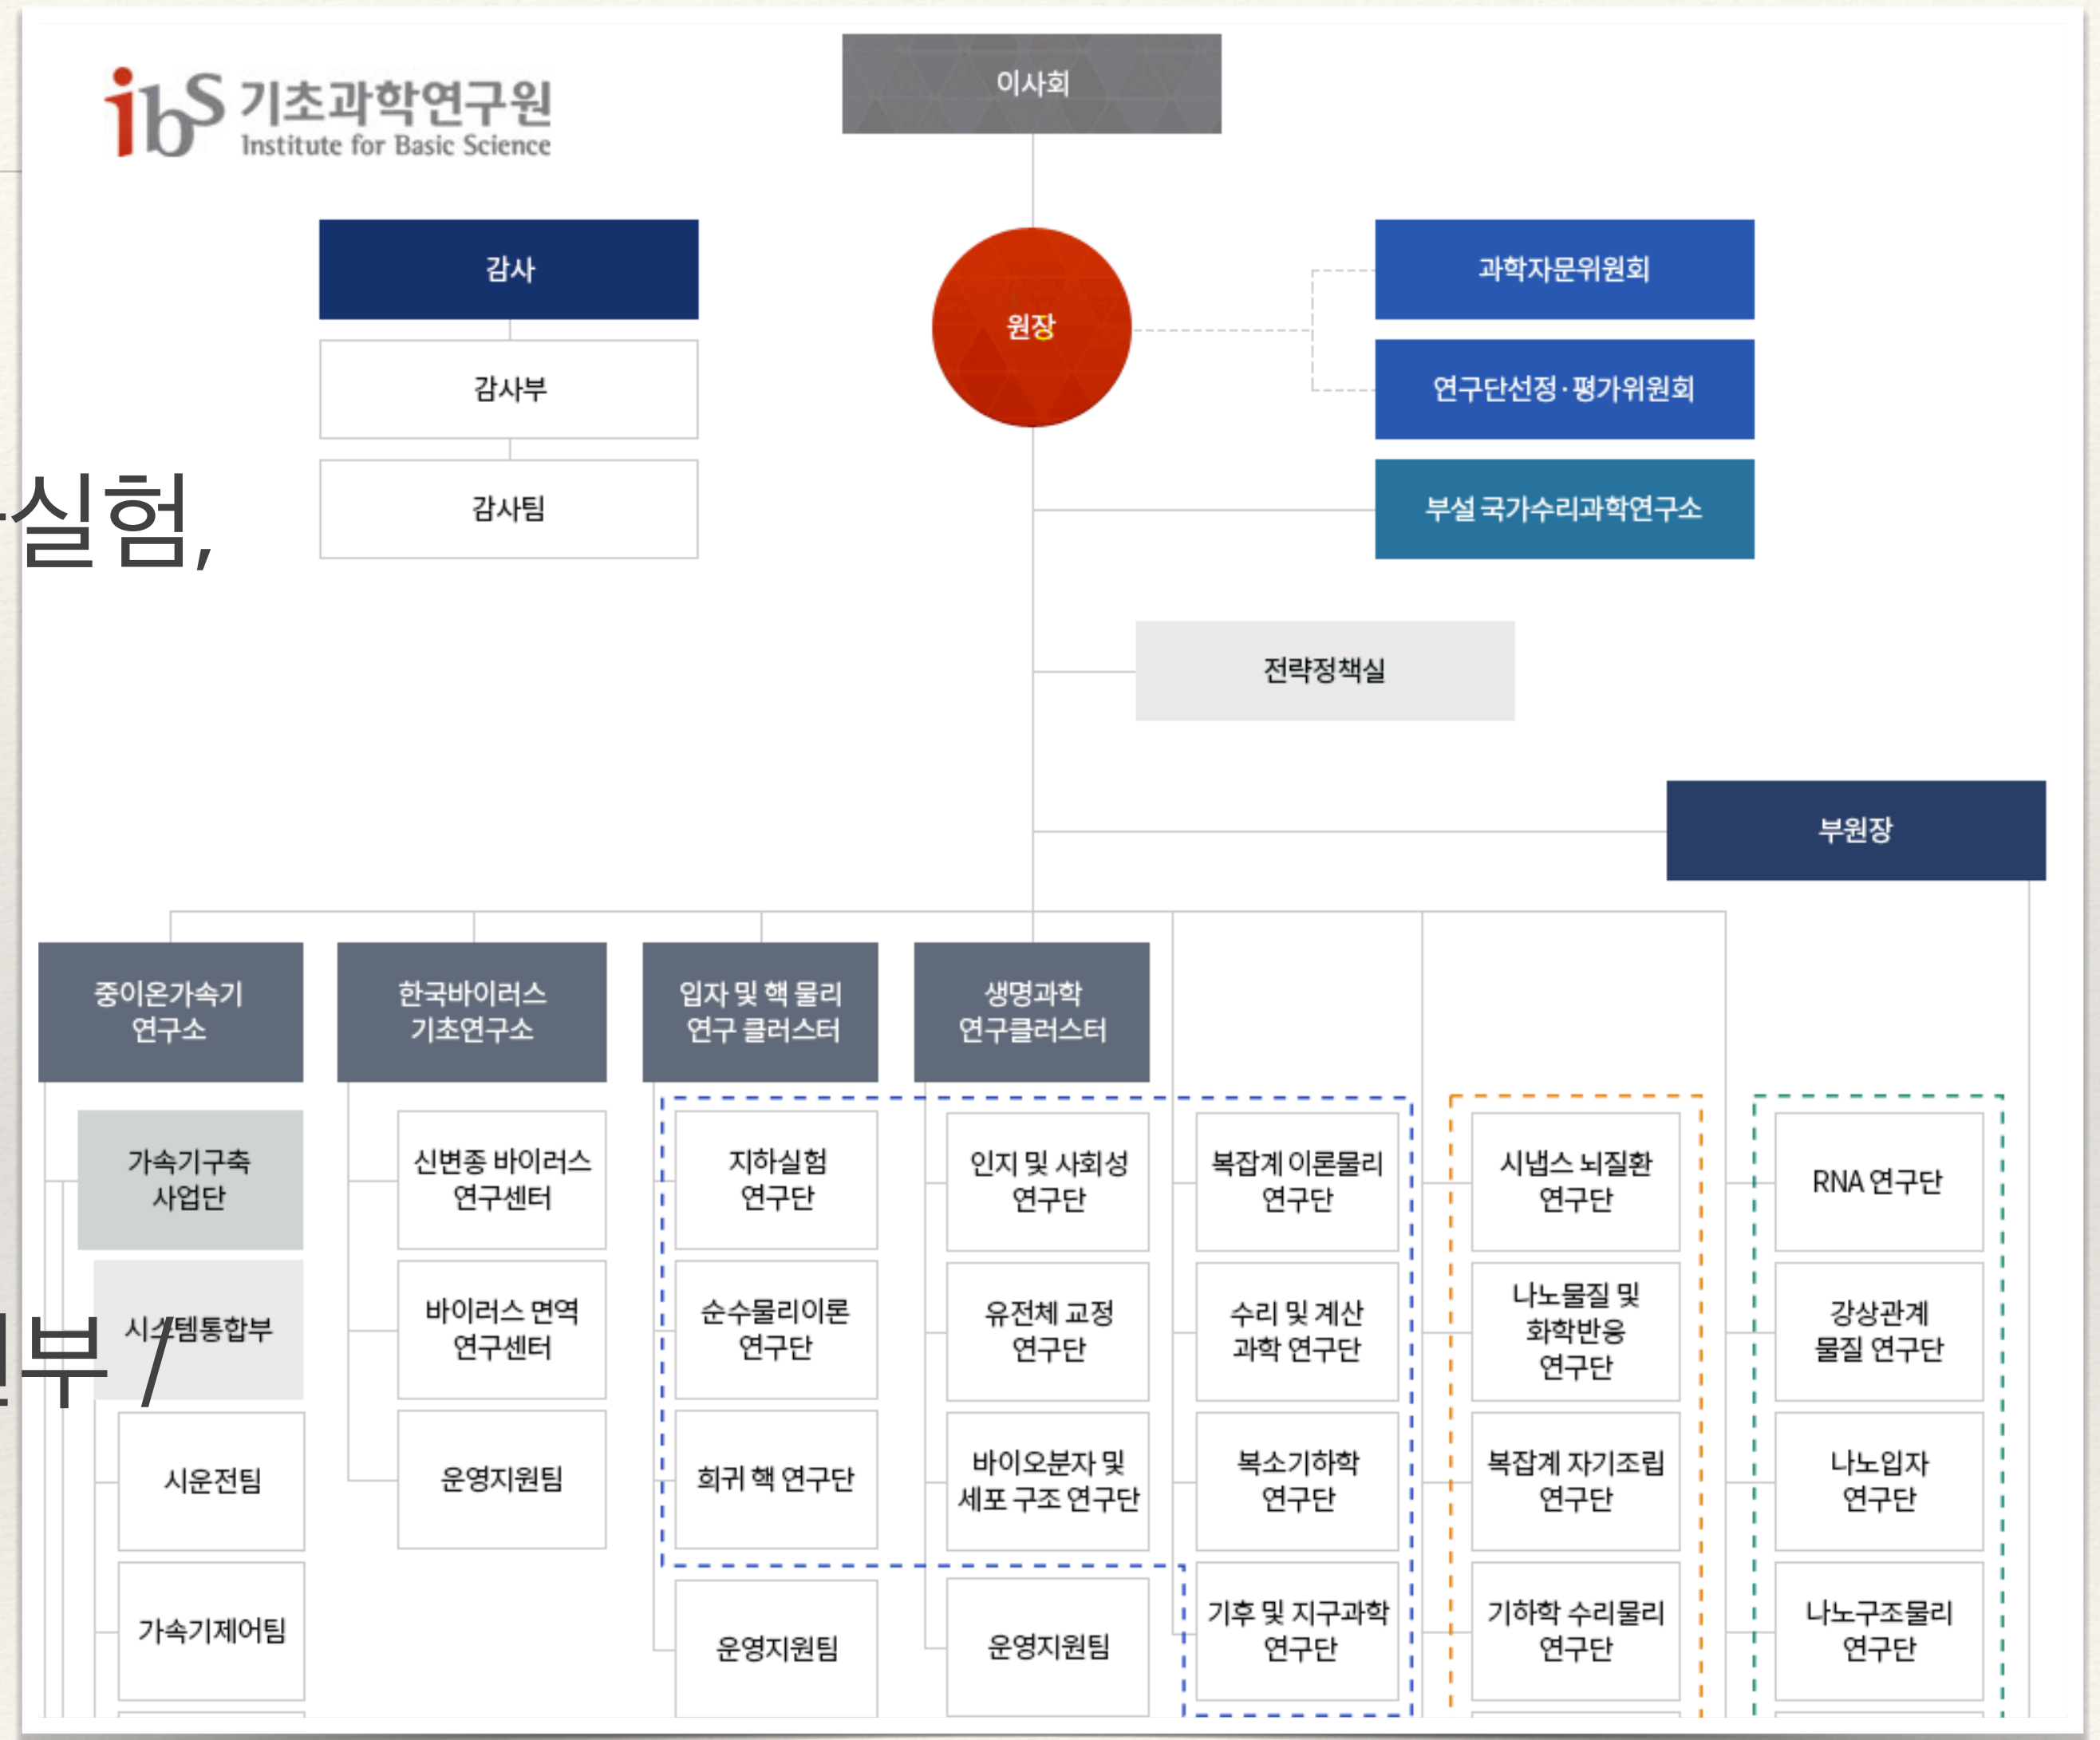 ibS 기초과학연구원
Institute for Basic Science
이사회
감사
감사부
감사팀
원장
과학자문위원회
연구단선정·평가위원회
부설 국가수리과학연구소
실험,
전략정책실
부원장
중이온가속기
연구소
한국바이러스
기초연구소
입자 및 핵 물리
연구 클러스터
생명과학
연구클러스터
가속기구축
사업단
시스템통합부
부 /
시운전팀
가속기제어팀
신변종 바이러스
연구센터
바이러스 면역
연구센터
운영지원팀
지하실험
연구단
순수물리이론
연구단
희귀 핵 연구단
운영지원팀
인지 및 사회성
연구단
유전체 교정
연구단
바이오분자 및
세포 구조 연구단
운영지원팀
복잡계 이론물리
연구단
수리 및 계산
과학 연구단
복소기하학
연구단
기후 및 지구과학
연구단
시냅스 뇌질환
연구단
나노물질 및
화학반응
연구단
복잡계 자기조립
연구단
기하학 수리물리
연구단
RNA 연구단
강상관계
물질 연구단
나노입자
연구단
나노구조물리
연구단